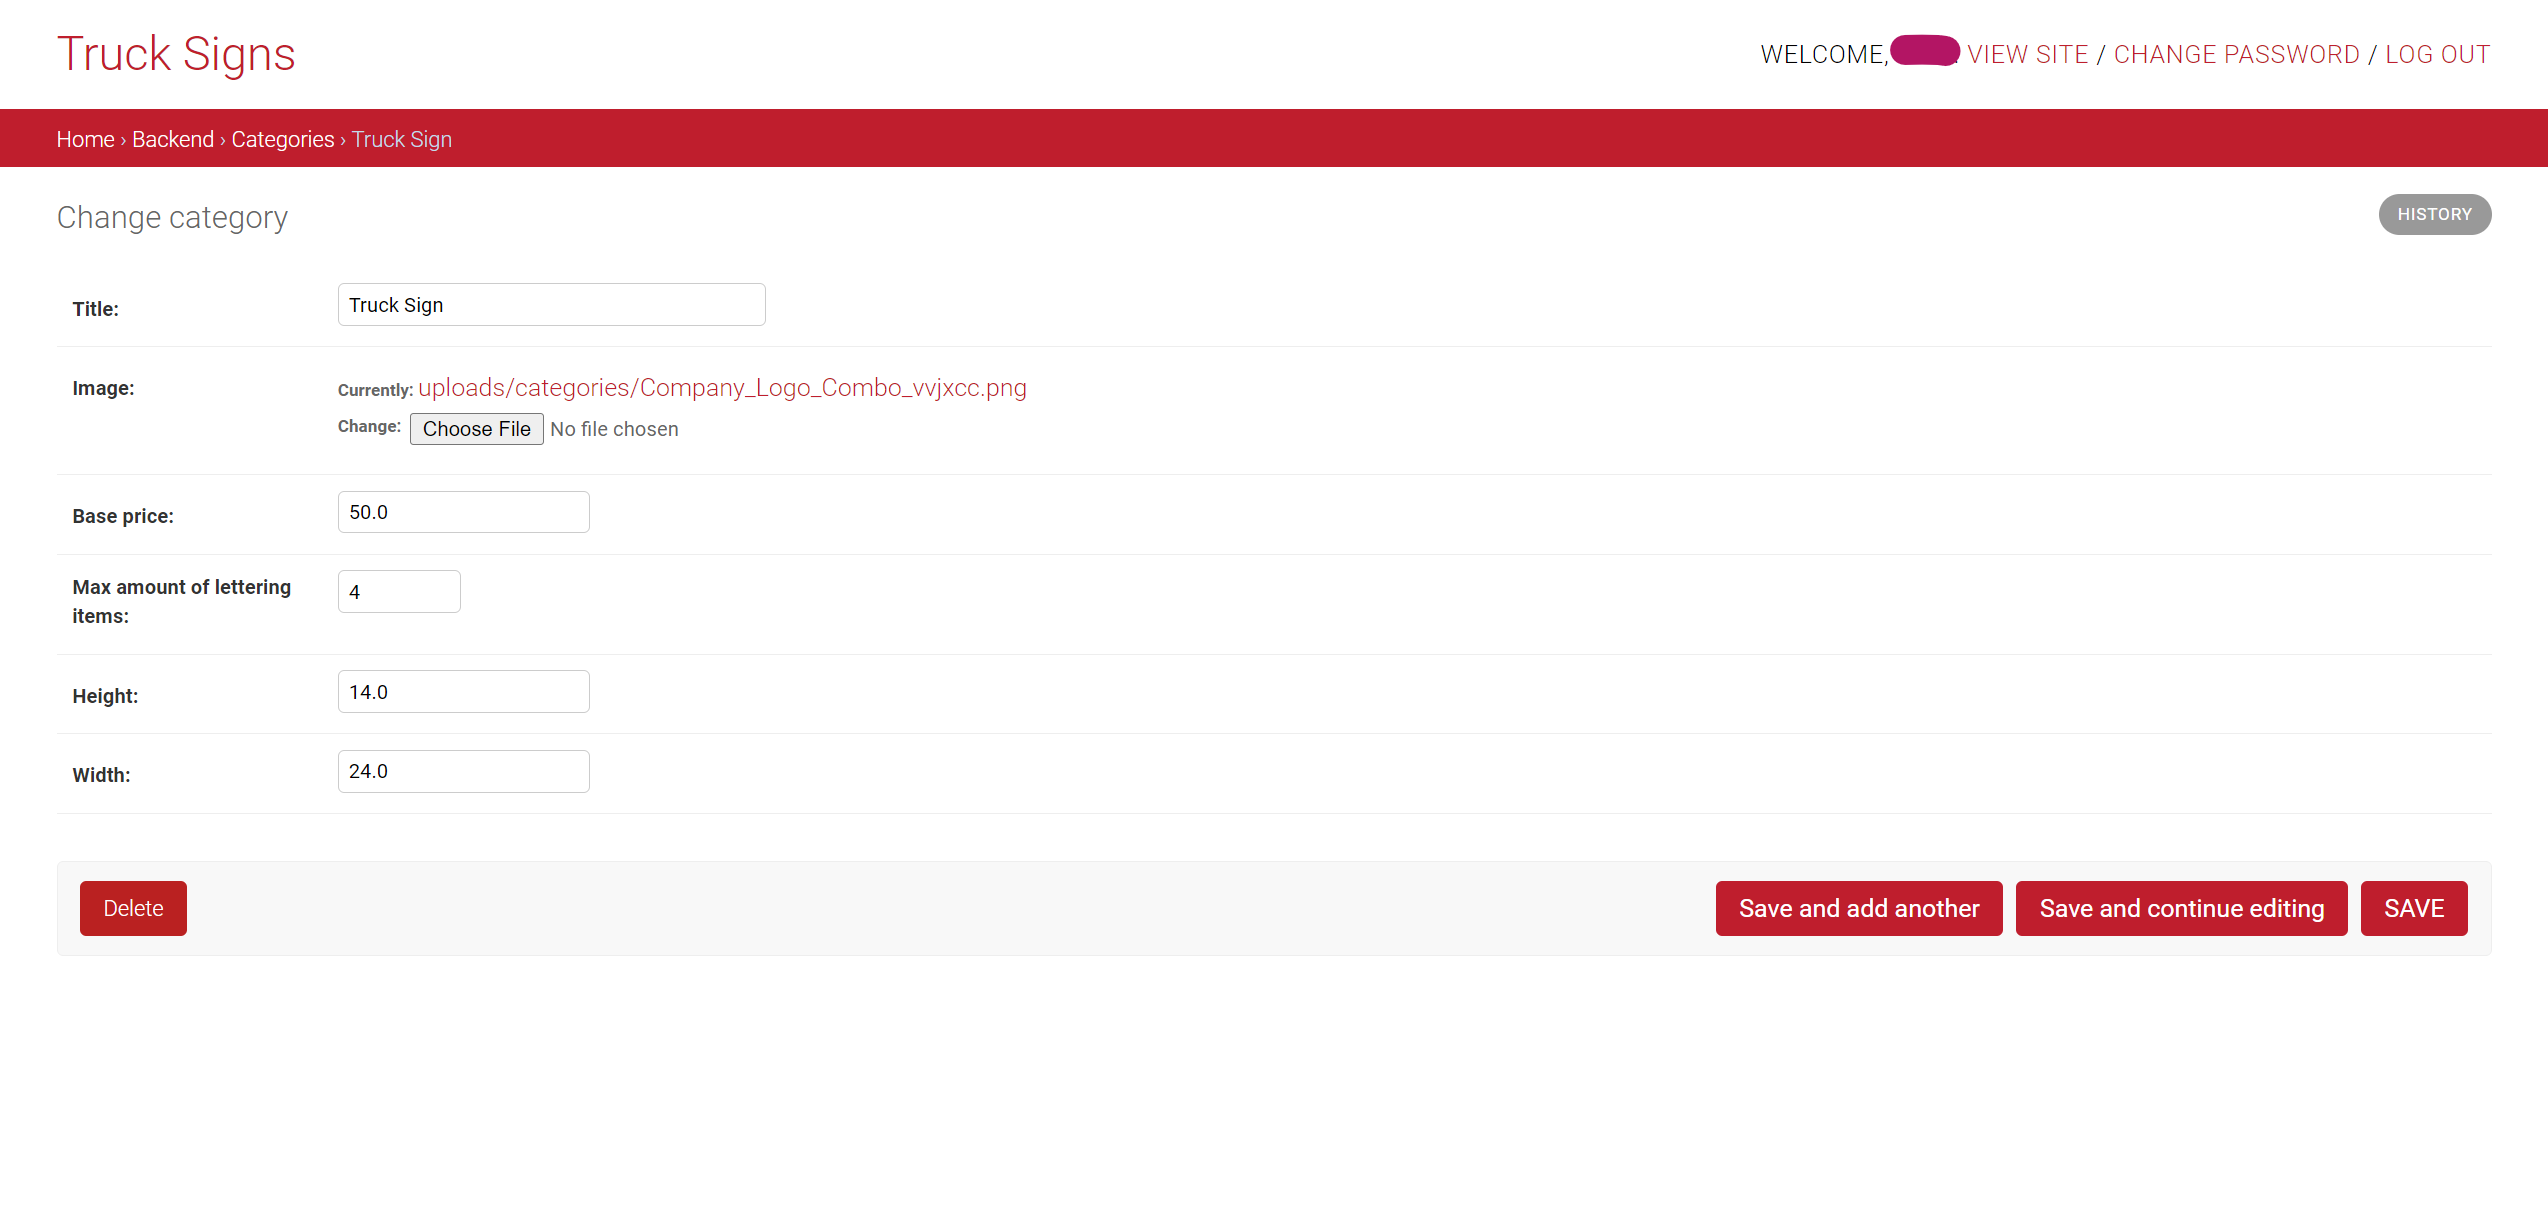 Truck Signs
WELCOME, VIEW SITE / CHANGE PASSWORD / LOG OUT
Home › Backend › Categories › Truck Sign
Change category
HISTORY
Title:
Truck Sign
Image:
Currently: uploads/categories/Company_Logo_Combo_vvjxcc.png
Change: Choose File No file chosen
Base price:
50.0
Max amount of lettering
items:
4
Height:
14.0
Width:
24.0
Delete
Save and add another
Save and continue editing
SAVE